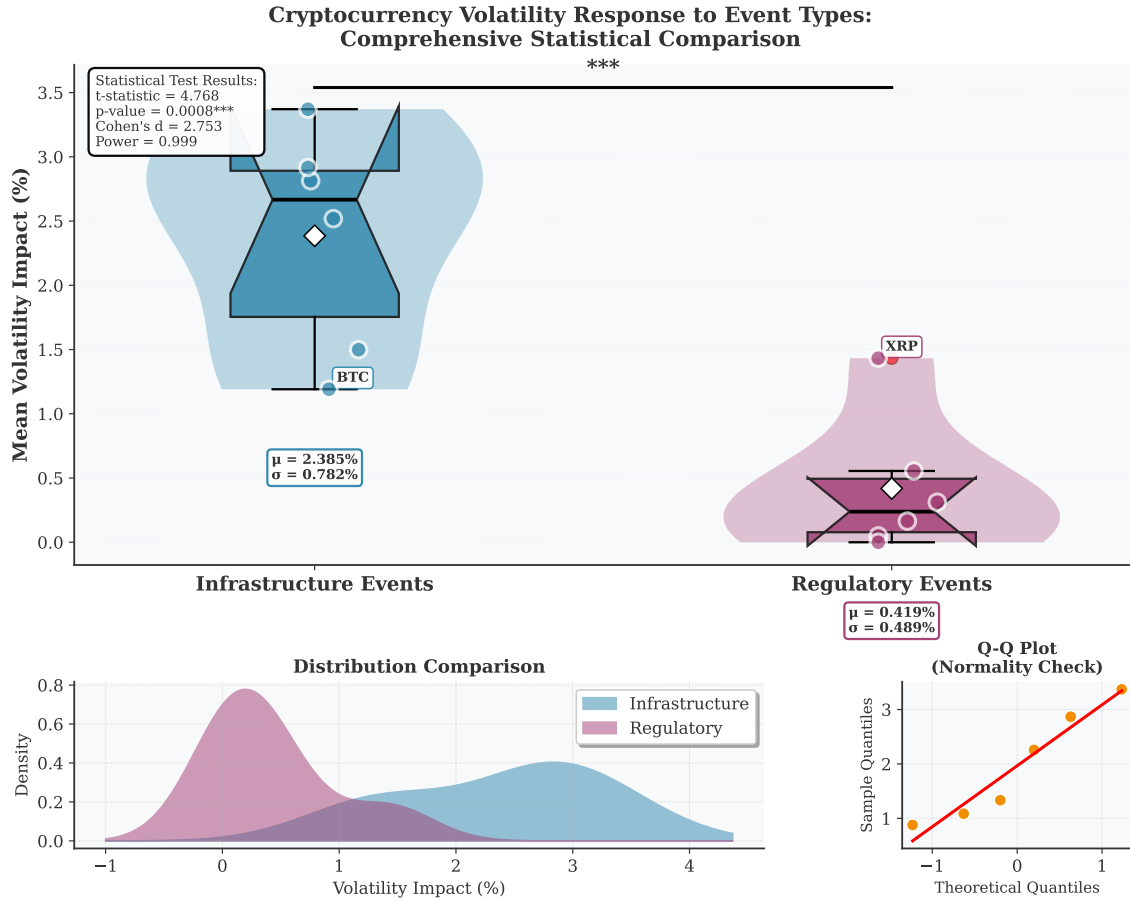 Cryptocurrency Volatility Response to Event Types:
Comprehensive Statistical Comparison
***
Statistical Test Results:
t-statistic = 4.768
p-value = 0.0008***
Cohen's d = 2.753
Power = 0.999
Mean Volatility Impact (%)
3.5
3.0
2.5
2.0
1.5
1.0
0.5
0.0
BTC
XRP
μ = 2.385%
σ = 0.782%
Infrastructure Events
Regulatory Events
μ = 0.419%
σ = 0.489%
Distribution Comparison
Density
0.8
0.6
0.4
0.2
0.0
Infrastructure
Regulatory
−1 0 1 2 3 4
Volatility Impact (%)
Q-Q Plot
(Normality Check)
Sample Quantiles
3
2
1
−1 0 1
Theoretical Quantiles